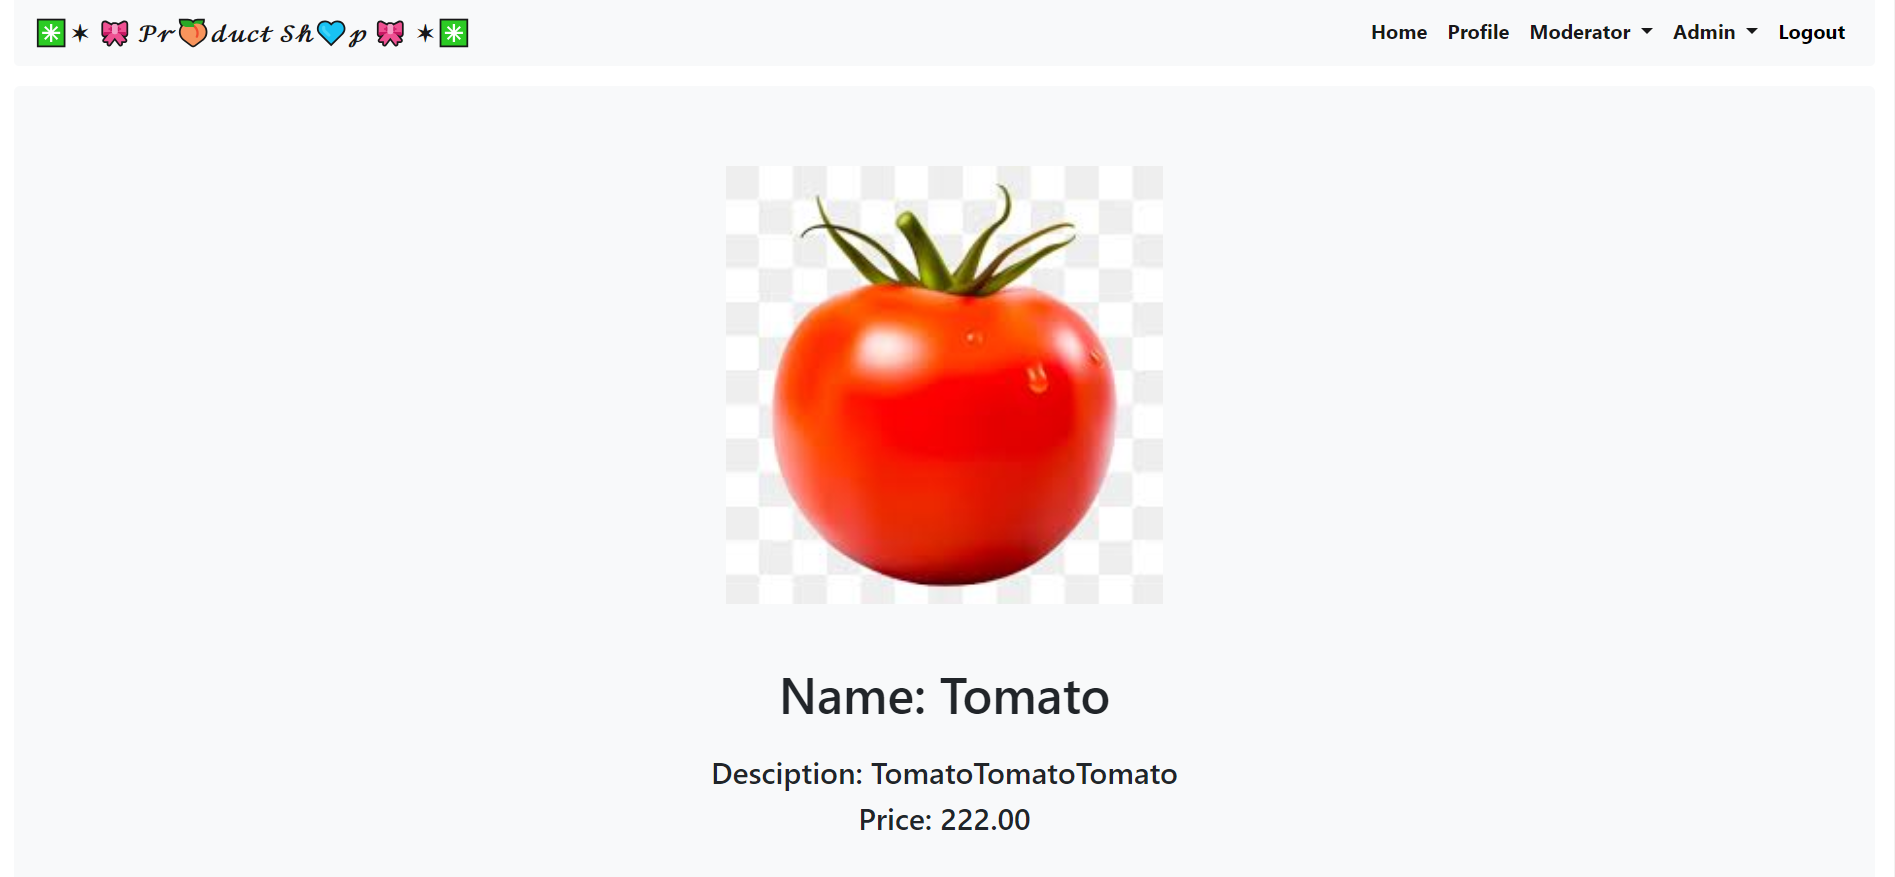 ✳️✶ 🎀 𝒫𝓇🍑𝒹𝓊𝒸𝓉 𝒮𝒽💙𝓅 🎀 ✶✳️
Home Profile Moderator Admin Logout
Name: Tomato
Desciption: TomatoTomatoTomato
Price: 222.00